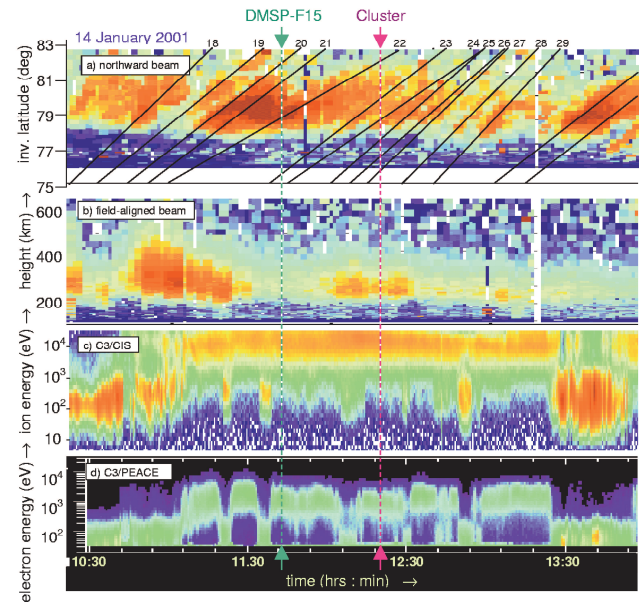 DMSP-F15 Cluster
14 January 2001
18 19 20 21 22 23 24 25 26 27 28 29
a) northward beam
inv. latitude (deg)
83
81
79
77
75
b) field-aligned beam
height (km) →
600
400
200
c) C3/CIS
→ ion energy (eV) →
10⁴
10³
10²
10
d) C3/PEACE
electron energy (eV) →
10⁴
10³
10²
10:30 11:30 12:30 13:30
time (hrs : min) →